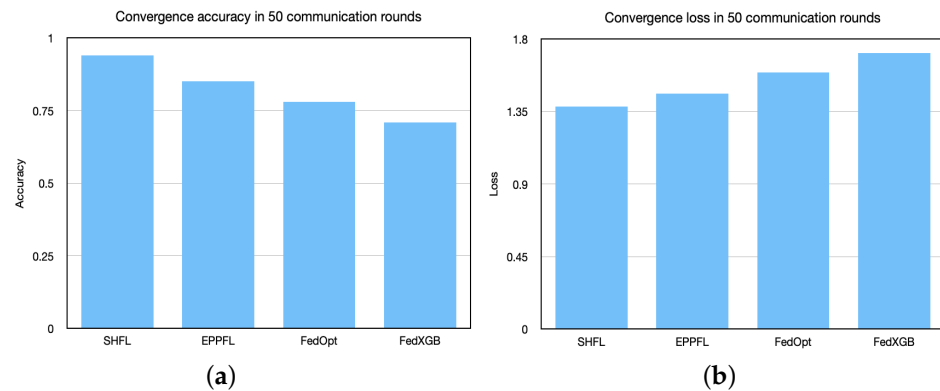 Convergence accuracy in 50 communication rounds
1
0.75
0.5
0.25
0
Accuracy
SHFL EPPFL FedOpt FedXGB
(a)
Convergence loss in 50 communication rounds
1.8
1.35
0.9
0.45
0
Loss
SHFL EPPFL FedOpt FedXGB
(b)